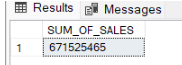 Results Messages
SUM_OF_SALES
1 671525465